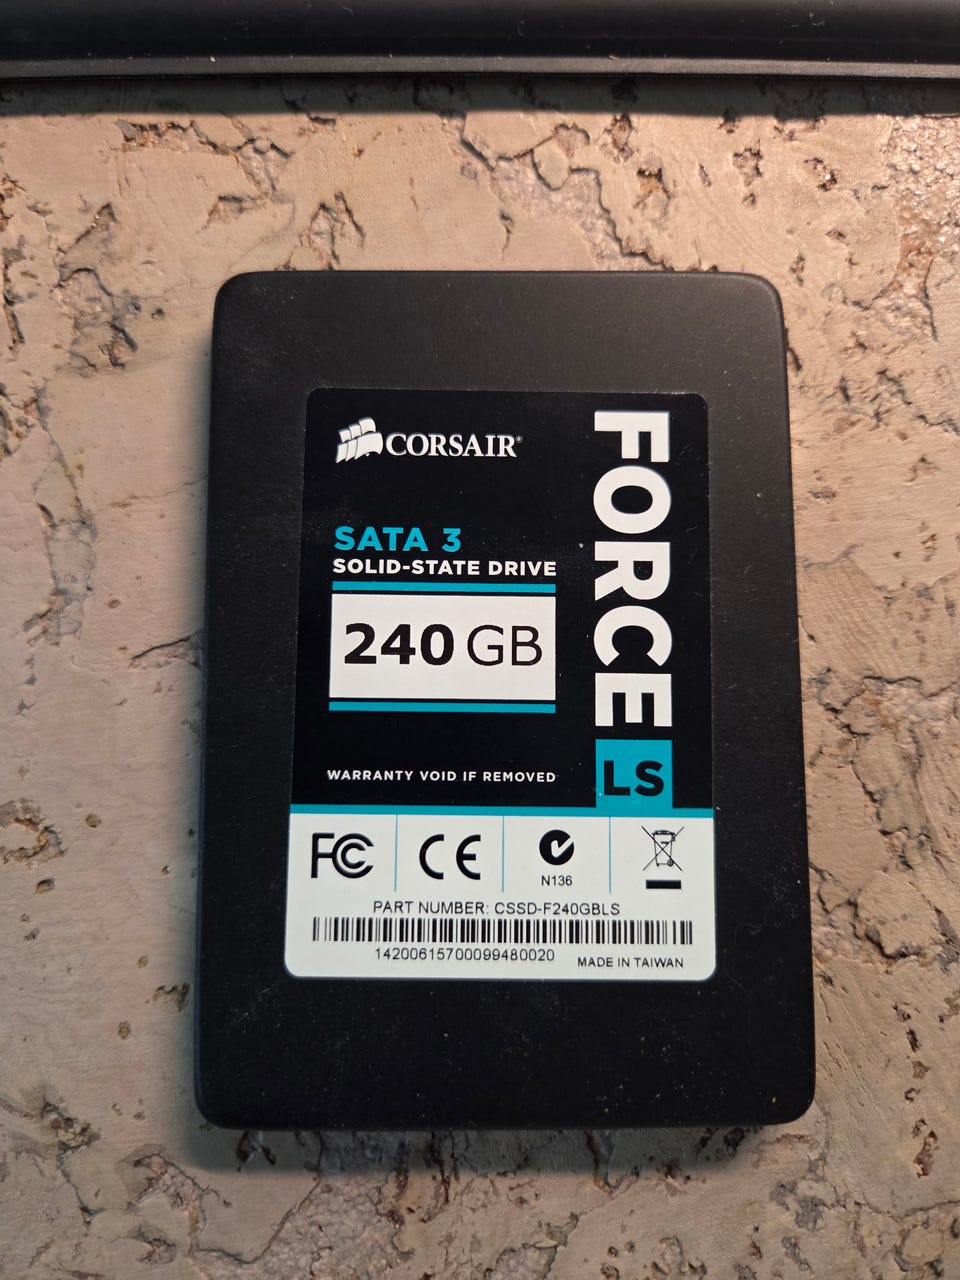 CORSAIR®
FORCE
LS
SATA 3
SOLID-STATE DRIVE
240 GB
WARRANTY VOID IF REMOVED
FC CE
N136
PART NUMBER: CSSD-F240GBLS
14200615700099480020
MADE IN TAIWAN